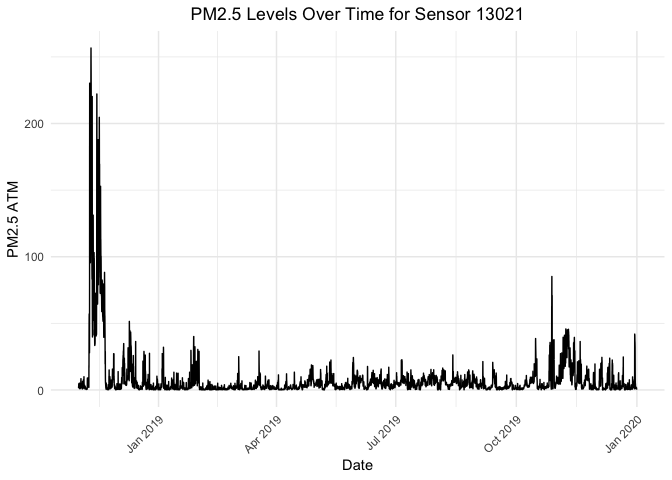 PM2.5 Levels Over Time for Sensor 13021
PM2.5 ATM
200
100
0
Jan 2019
Apr 2019
Jul 2019
Oct 2019
Jan 2020
Date